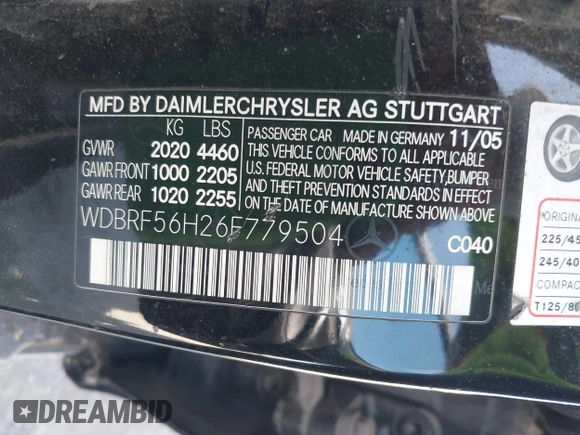 MFD BY DAIMLERCHRYSLER AG STUTTGART
KG LBS
GVWR 2020 4460
GAWR FRONT 1000 2205
GAWR REAR 1020 2255
PASSENGER CAR MADE IN GERMANY 11/05
THIS VEHICLE CONFORMS TO ALL APPLICABLE
U.S. FEDERAL MOTOR VEHICLE SAFETY, BUMPER,
AND THEFT PREVENTION STANDARDS IN EFFECT
ON THE DATE OF MANUFACTURE SHOWN ABOVE.
WDBRF56H26F779504
C040
ORIGINA
225/45
245/40
COMPAC
T125/8
Me
DREAMBID